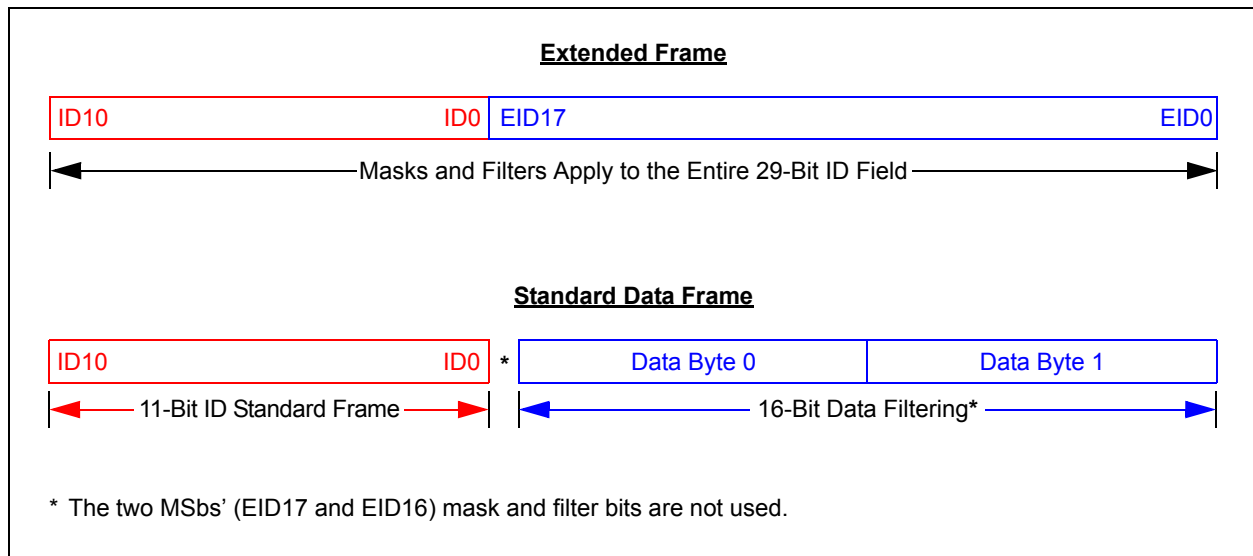 Extended Frame
ID10 ID0 EID17 EID0
Masks and Filters Apply to the Entire 29-Bit ID Field
Standard Data Frame
ID10 ID0 * Data Byte 0 Data Byte 1
11-Bit ID Standard Frame 16-Bit Data Filtering*
* The two MSbs' (EID17 and EID16) mask and filter bits are not used.